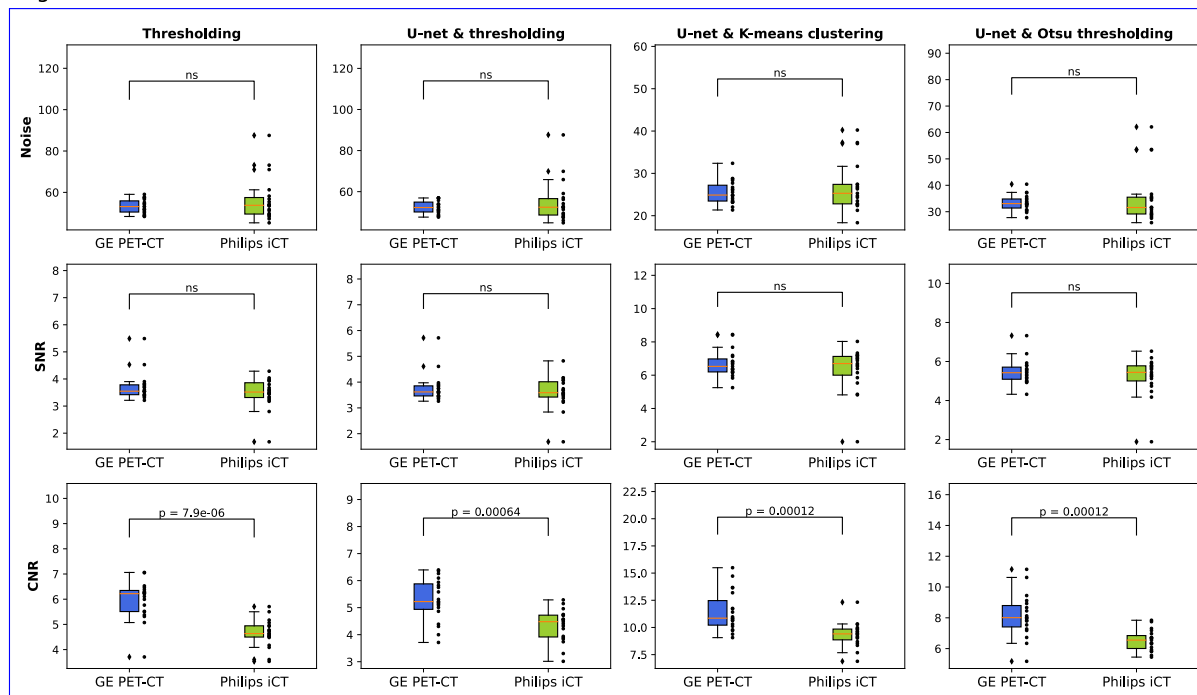 Thresholding
U-net & thresholding
U-net & K-means clustering
U-net & Otsu thresholding
Noise
120
100
80
60
ns
GE PET-CT Philips iCT
120
100
80
60
ns
GE PET-CT Philips iCT
60
50
40
30
20
ns
GE PET-CT Philips iCT
90
80
70
60
50
40
30
ns
GE PET-CT Philips iCT
SNR
8
7
6
5
4
3
2
ns
GE PET-CT Philips iCT
8
7
6
5
4
3
2
ns
GE PET-CT Philips iCT
12
10
8
6
4
2
ns
GE PET-CT Philips iCT
10
8
6
4
2
ns
GE PET-CT Philips iCT
CNR
10
9
8
7
6
5
4
p = 7.9e-06
GE PET-CT Philips iCT
9
8
7
6
5
4
3
p = 0.00064
GE PET-CT Philips iCT
22.5
20.0
17.5
15.0
12.5
10.0
7.5
p = 0.00012
GE PET-CT Philips iCT
16
14
12
10
8
6
p = 0.00012
GE PET-CT Philips iCT